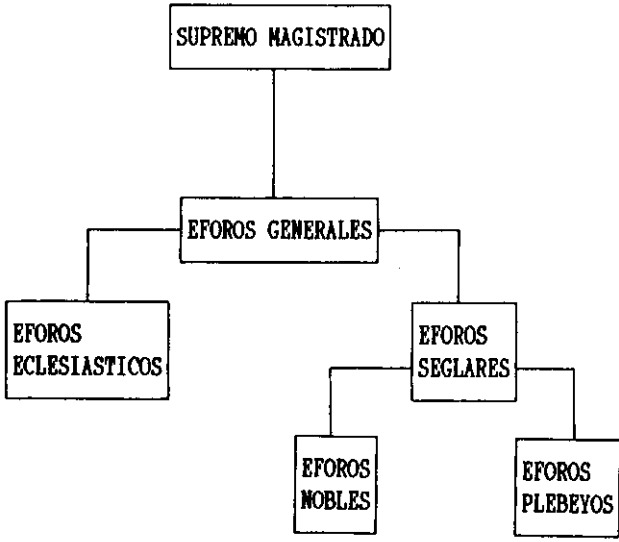 SUPREMO MAGISTRADO
EFOROS GENERALES
EFOROS
ECLESIASTICOS
EFOROS
SEGLARES
EFOROS
NOBLES
EFOROS
PLEBEYOS